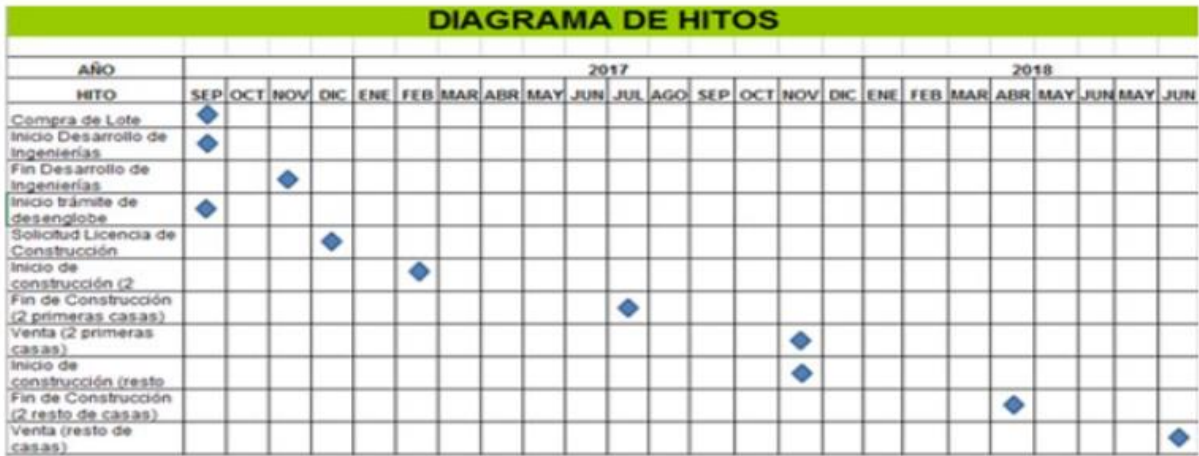 DIAGRAMA DE HITOS
AÑO 2017 2018
HITO SEP OCT NOV DIC ENE FEB MAR ABR MAY JUN JUL AGO SEP OCT NOV DIC ENE FEB MAR ABR MAY JUN MAY JUN
Compra de Lote
Inicio Desarrollo de
Ingenierías
Fin Desarrollo de
Ingenierías
Inicio trámite de
desenglobe
Solicitud Licencia de
Construcción
Inicio de
construcción (2
Fin de Construcción
(2 primeras casas)
Venta (2 primeras
casas)
Inicio de
construcción (resto
Fin de Construcción
(2 resto de casas)
Venta (resto de
casas)